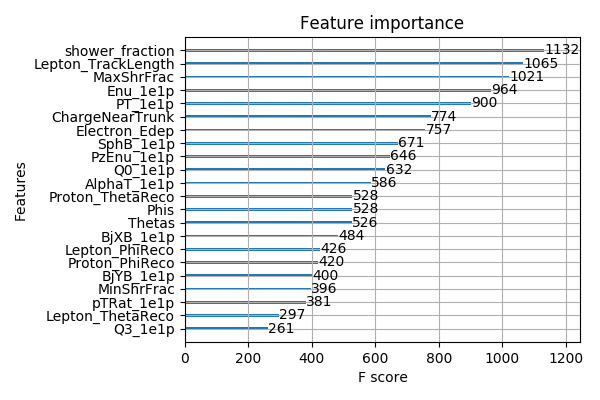 Feature importance
Features
shower_fraction 1132
Lepton_TrackLength 1065
MaxShrFrac 1021
Enu_1e1p 964
PT_1e1p 900
ChargeNearTrunk 774
Electron_Edep 757
SphB_1e1p 671
PzEnu_1e1p 646
Q0_1e1p 632
AlphaT_1e1p 586
Proton_ThetaReco 528
Phis 528
Thetas 526
BjXB_1e1p 484
Lepton_PhiReco 426
Proton_PhiReco 420
BjYB_1e1p 400
MinShrFrac 396
pTRat_1e1p 381
Lepton_ThetaReco 297
Q3_1e1p 261
0 200 400 600 800 1000 1200
F score